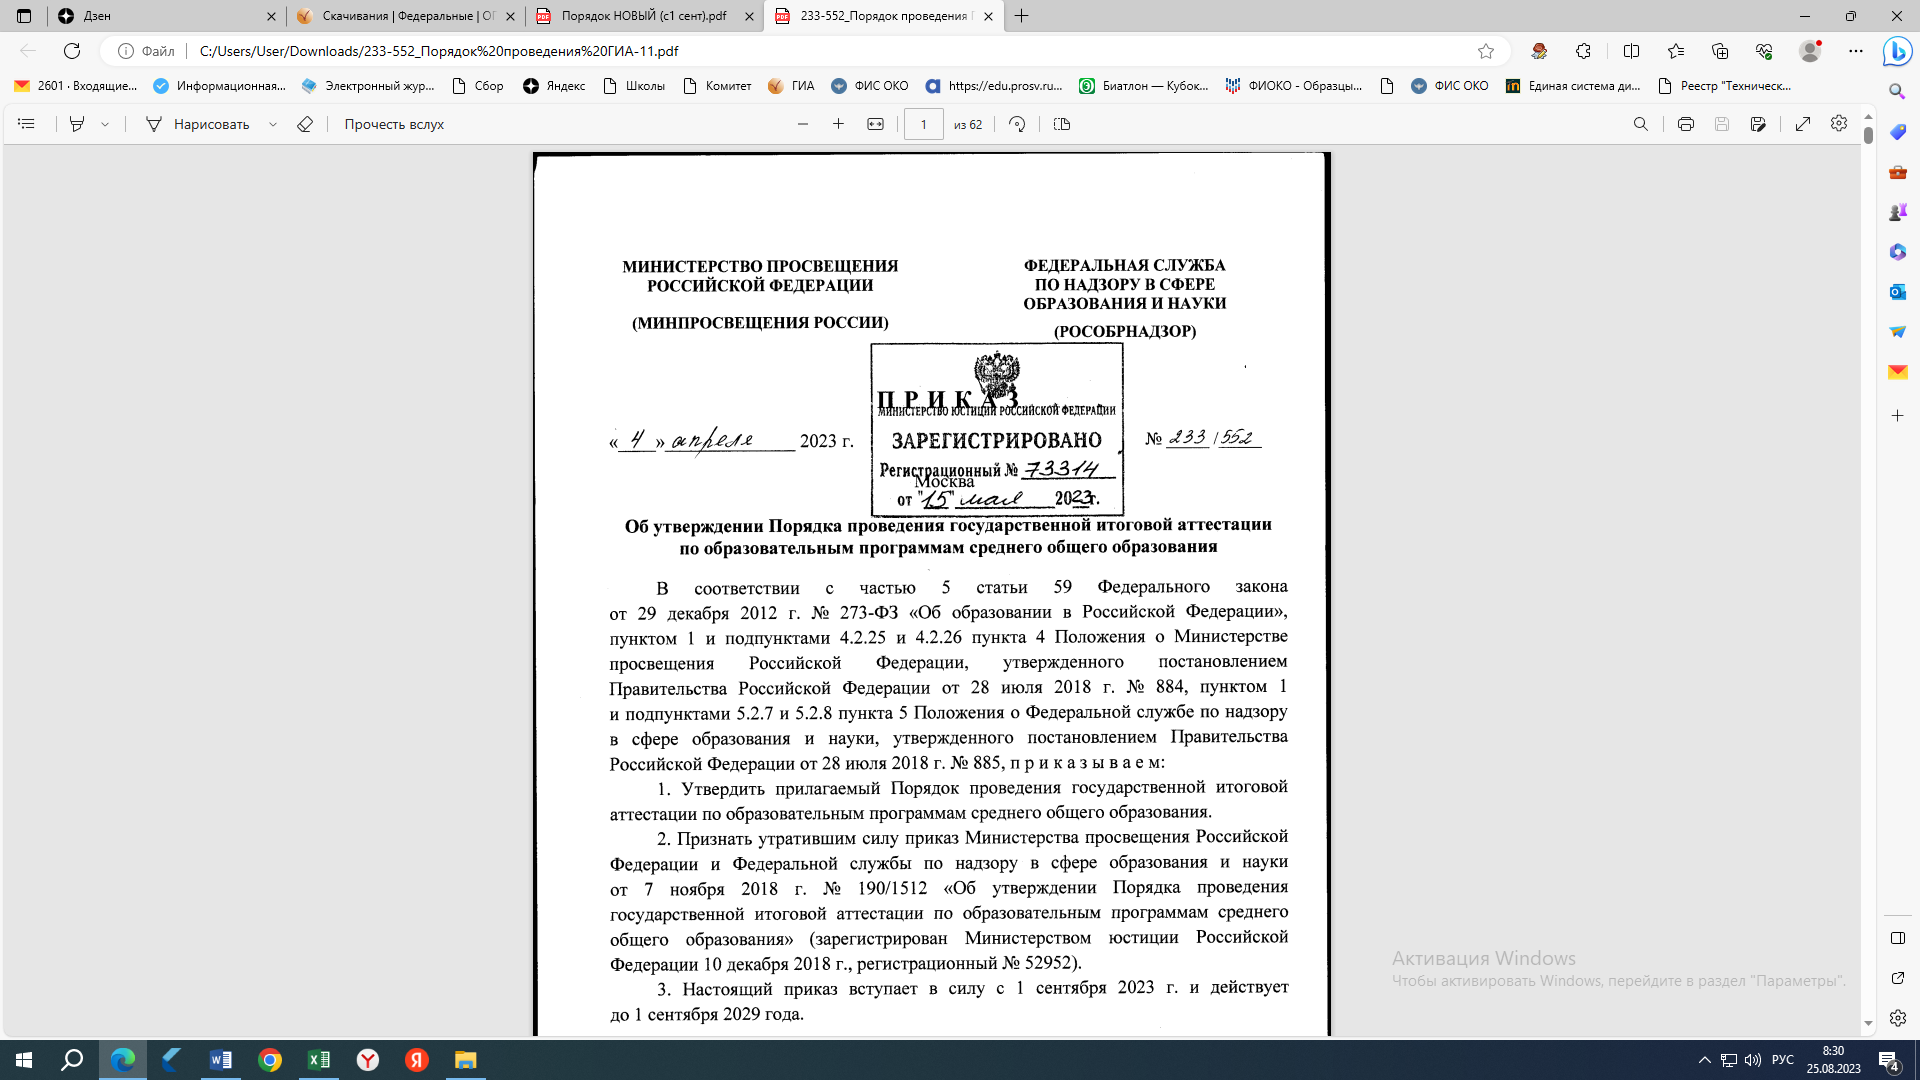 Дзен
Скачивания | Федеральные | ОГ
Порядок НОВЫЙ (с1 сент).pdf
233-552_Порядок проведения Г
Файл
C:/Users/User/Downloads/233-552_Порядок%20проведения%20ГИА-11.pdf
2601 · Входящие...
Информационная...
Электронный жур...
Сбор
Яндекс
Школы
Комитет
ГИА
ФИС ОКО
https://edu.prosv.ru...
Биатлон — Кубок...
ФИОКО - Образцы...
ФИС ОКО
Единая система ди...
Реестр "Техническ...
Нарисовать
Прочесть вслух
1
из 62
МИНИСТЕРСТВО ПРОСВЕЩЕНИЯ
РОССИЙСКОЙ ФЕДЕРАЦИИ
(МИНПРОСВЕЩЕНИЯ РОССИИ)
ФЕДЕРАЛЬНАЯ СЛУЖБА
ПО НАДЗОРУ В СФЕРЕ
ОБРАЗОВАНИЯ И НАУКИ
(РОСОБРНАДЗОР)
П Р И К А З
МИНИСТЕРСТВО ЮСТИЦИИ РОССИЙСКОЙ ФЕДЕРАЦИИ
ЗАРЕГИСТРИРОВАНО
Регистрационный № 73314
Москва
от "15" мая 2023г.
«4» апреля 2023 г.
№ 233 / 552
Об утверждении Порядка проведения государственной итоговой аттестации
по образовательным программам среднего общего образования
В соответствии с частью 5 статьи 59 Федерального закона
от 29 декабря 2012 г. № 273-ФЗ «Об образовании в Российской Федерации»,
пунктом 1 и подпунктами 4.2.25 и 4.2.26 пункта 4 Положения о Министерстве
просвещения Российской Федерации, утвержденного постановлением
Правительства Российской Федерации от 28 июля 2018 г. № 884, пунктом 1
и подпунктами 5.2.7 и 5.2.8 пункта 5 Положения о Федеральной службе по надзору
в сфере образования и науки, утвержденного постановлением Правительства
Российской Федерации от 28 июля 2018 г. № 885, п р и к а з ы в а е м:
1. Утвердить прилагаемый Порядок проведения государственной итоговой
аттестации по образовательным программам среднего общего образования.
2. Признать утратившим силу приказ Министерства просвещения Российской
Федерации и Федеральной службы по надзору в сфере образования и науки
от 7 ноября 2018 г. № 190/1512 «Об утверждении Порядка проведения
государственной итоговой аттестации по образовательным программам среднего
общего образования» (зарегистрирован Министерством юстиции Российской
Федерации 10 декабря 2018 г., регистрационный № 52952).
3. Настоящий приказ вступает в силу с 1 сентября 2023 г. и действует
до 1 сентября 2029 года.
Активация Windows
Чтобы активировать Windows, перейдите в раздел "Параметры".
РУС
8:30
25.08.2023
4